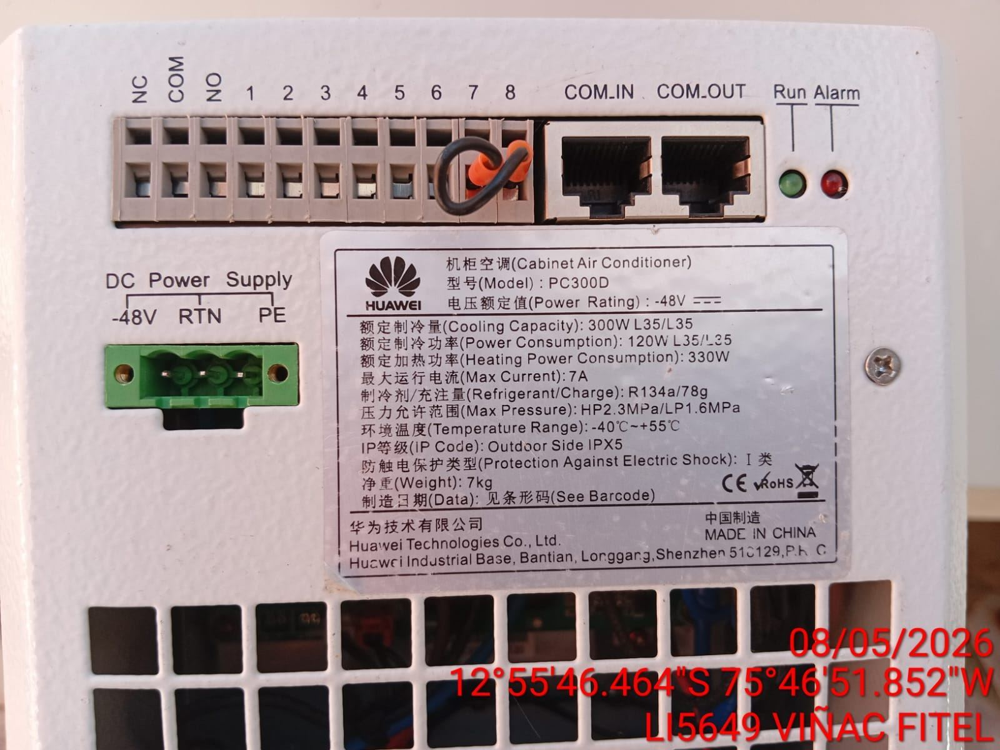 NC COM NO 1 2 3 4 5 6 7 8 COM-IN COM-OUT Run Alarm
DC Power Supply
-48V RTN PE
HUAWEI
机柜空调(Cabinet Air Conditioner)
型号(Model) : PC300D
电压额定值(Power Rating) : -48V
额定制冷量(Cooling Capacity): 300W L35/L35
额定制冷功率(Power Consumption): 120W L35/L35
额定加热功率(Heating Power Consumption): 330W
最大运行电流(Max Current): 7A
制冷剂/充注量(Refrigerant/Charge): R134a/78g
压力允许范围(Max Pressure): HP2.3MPa/LP1.6MPa
环境温度(Temperature Range): -40℃~+55℃
IP等级(IP Code): Outdoor Side IPX5
防触电保护类型(Protection Against Electric Shock): I 类
净重(Weight): 7kg
制造日期(Data): 见条形码(See Barcode)
CE RoHS
华为技术有限公司
Huawei Technologies Co., Ltd.
Huawei Industrial Base, Bantian, Longgang, Shenzhen
中国制造
MADE IN CHINA
08/05/2026
12°55'46.464"S 75°46'51.852"W
LI5649 VIÑAC FITEL